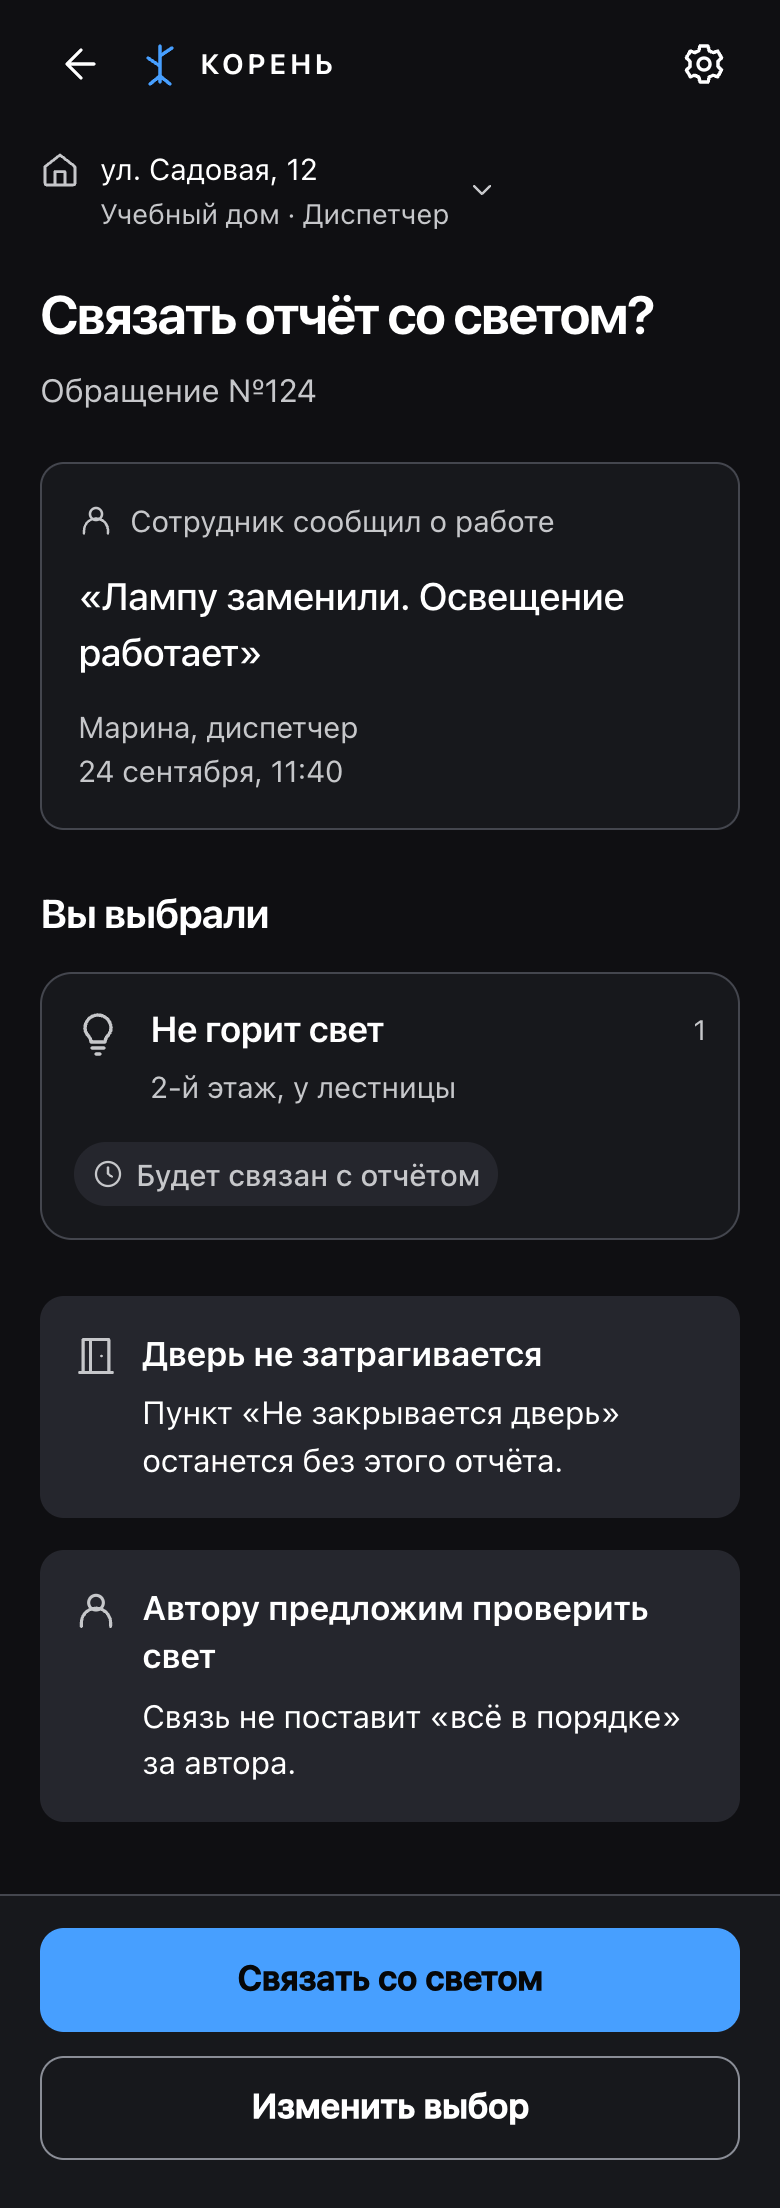 КОРЕНЬ
ул. Садовая, 12
Учебный дом · Диспетчер
Связать отчёт со светом?
Обращение №124
Сотрудник сообщил о работе
«Лампу заменили. Освещение
работает»
Марина, диспетчер
24 сентября, 11:40
Вы выбрали
Не горит свет 1
2-й этаж, у лестницы
Будет связан с отчётом
Дверь не затрагивается
Пункт «Не закрывается дверь»
останется без этого отчёта.
Автору предложим проверить
свет
Связь не поставит «всё в порядке»
за автора.
Связать со светом
Изменить выбор